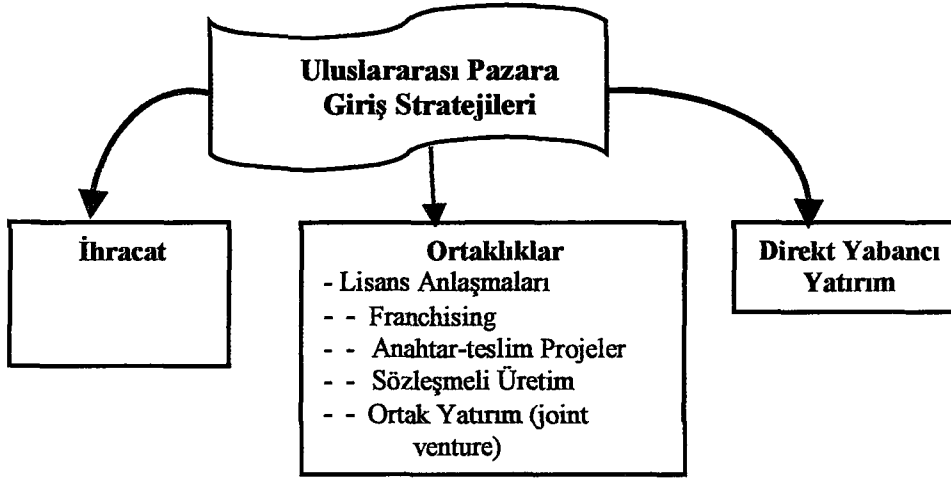 Uluslararası Pazara
Giriş Stratejileri
İhracat
Ortaklıklar
- Lisans Anlaşmaları
- - Franchising
- - Anahtar-teslim Projeler
- - Sözleşmeli Üretim
- - Ortak Yatırım (joint
venture)
Direkt Yabancı
Yatırım